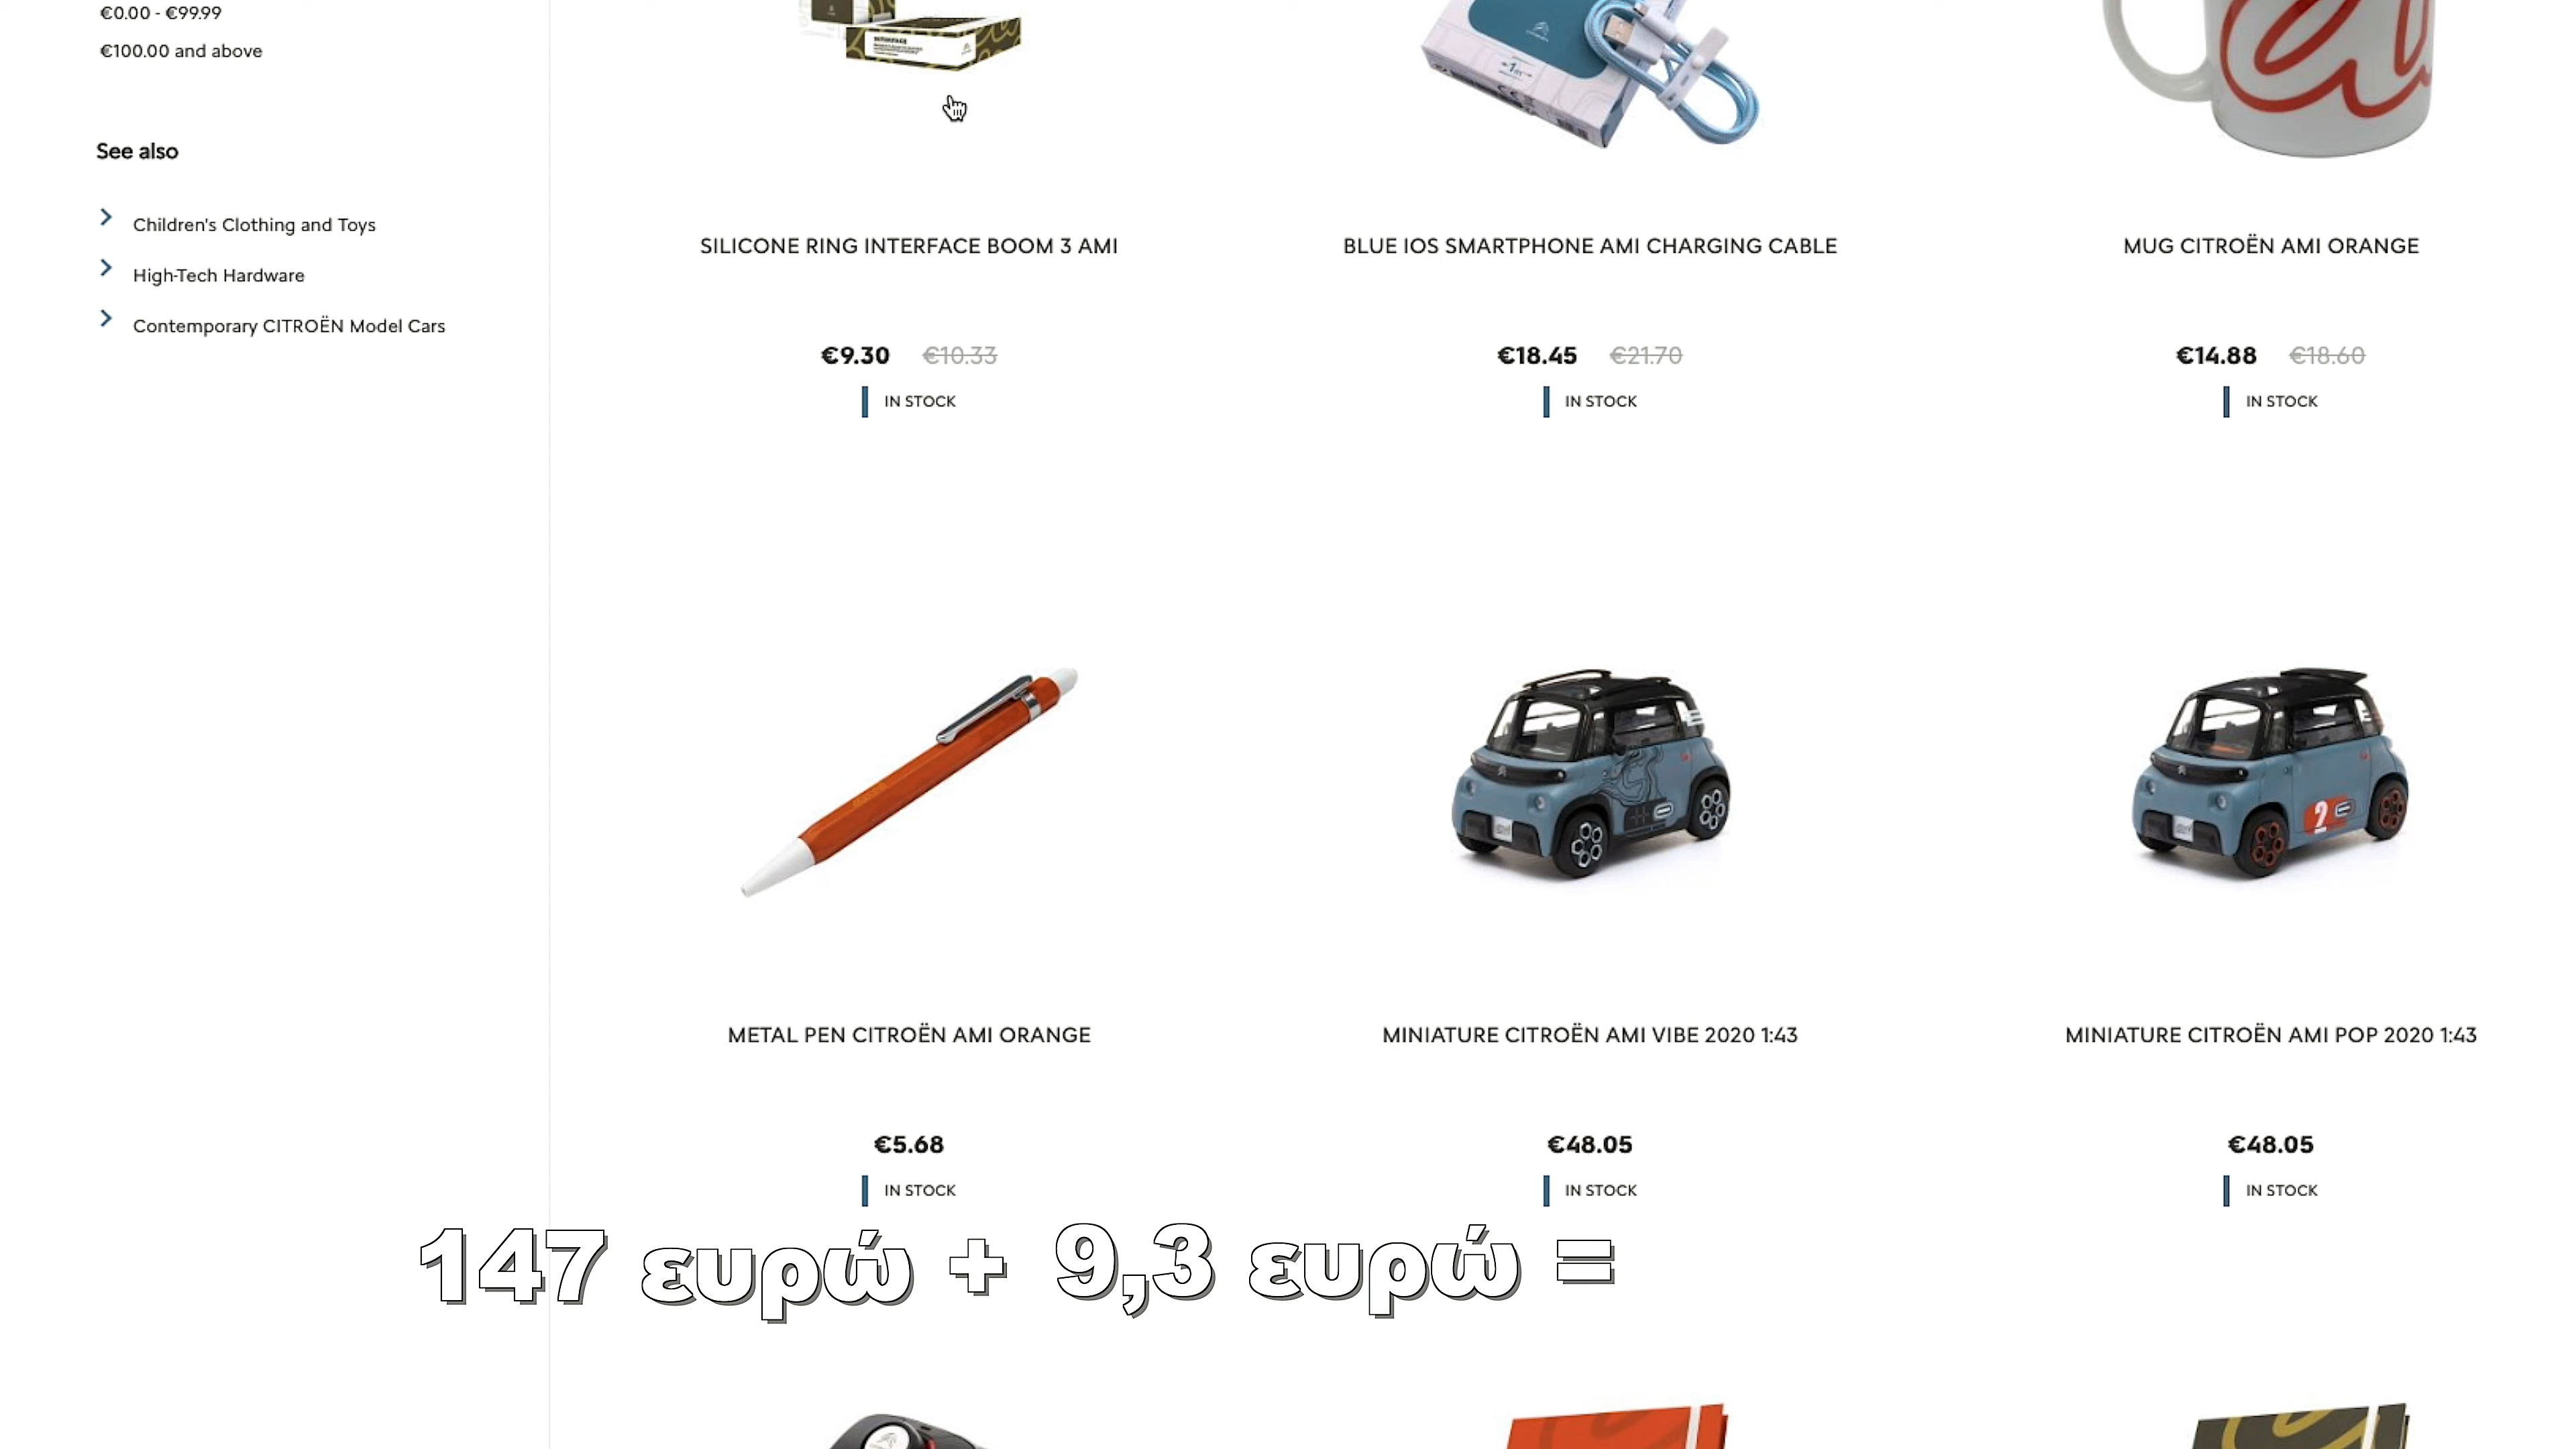 €0.00 - €99.99
€100.00 and above
See also
Children's Clothing and Toys
High-Tech Hardware
Contemporary CITROËN Model Cars
SILICONE RING INTERFACE BOOM 3 AMI
BLUE IOS SMARTPHONE AMI CHARGING CABLE
MUG CITROËN AMI ORANGE
€9.30 €10.33
€18.45 €21.70
€14.88 €18.60
IN STOCK
IN STOCK
IN STOCK
METAL PEN CITROËN AMI ORANGE
MINIATURE CITROËN AMI VIBE 2020 1:43
MINIATURE CITROËN AMI POP 2020 1:43
€5.68
€48.05
€48.05
IN STOCK
IN STOCK
IN STOCK
147 ευρώ + 9,3 ευρώ =